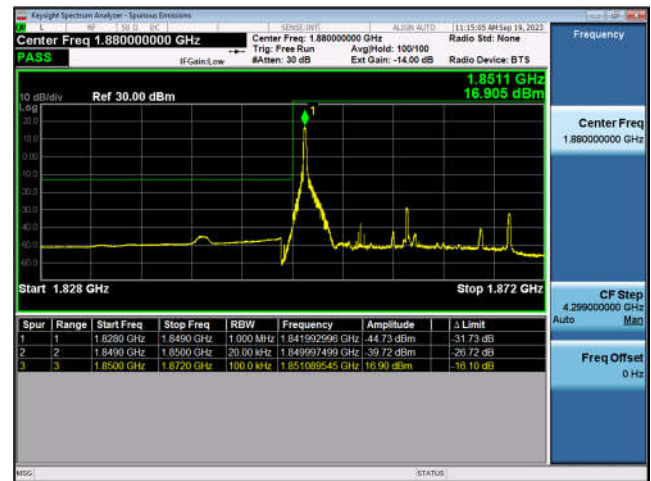 Keysight Spectrum Analyzer - Spurious Emissions
L RF 50 Ω DC SENSE:INT ALIGN AUTO 11:15:05 AM Sep 19, 2023
Center Freq 1.880000000 GHz Center Freq: 1.880000000 GHz Radio Std: None Frequency
Trig: Free Run Avg|Hold: 100/100
PASS IFGain:Low #Atten: 30 dB Ext Gain: -14.00 dB Radio Device: BTS
1.8511 GHz
16.905 dBm
10 dB/div Ref 30.00 dBm
Log
20.0
10.0
0.00
-10.0
-20.0
-30.0
-40.0
-50.0
-60.0
1
Start 1.828 GHz Stop 1.872 GHz
Spur Range Start Freq Stop Freq RBW Frequency Amplitude Δ Limit
1 1 1.8280 GHz 1.8490 GHz 1.000 MHz 1.841992996 GHz -44.73 dBm -31.73 dB
2 2 1.8490 GHz 1.8500 GHz 20.00 kHz 1.849997499 GHz -39.72 dBm -26.72 dB
3 3 1.8500 GHz 1.8720 GHz 100.0 kHz 1.851089545 GHz 16.90 dBm -16.10 dB
Center Freq
1.880000000 GHz
CF Step
4.299000000 GHz
Auto Man
Freq Offset
0 Hz
MSG STATUS